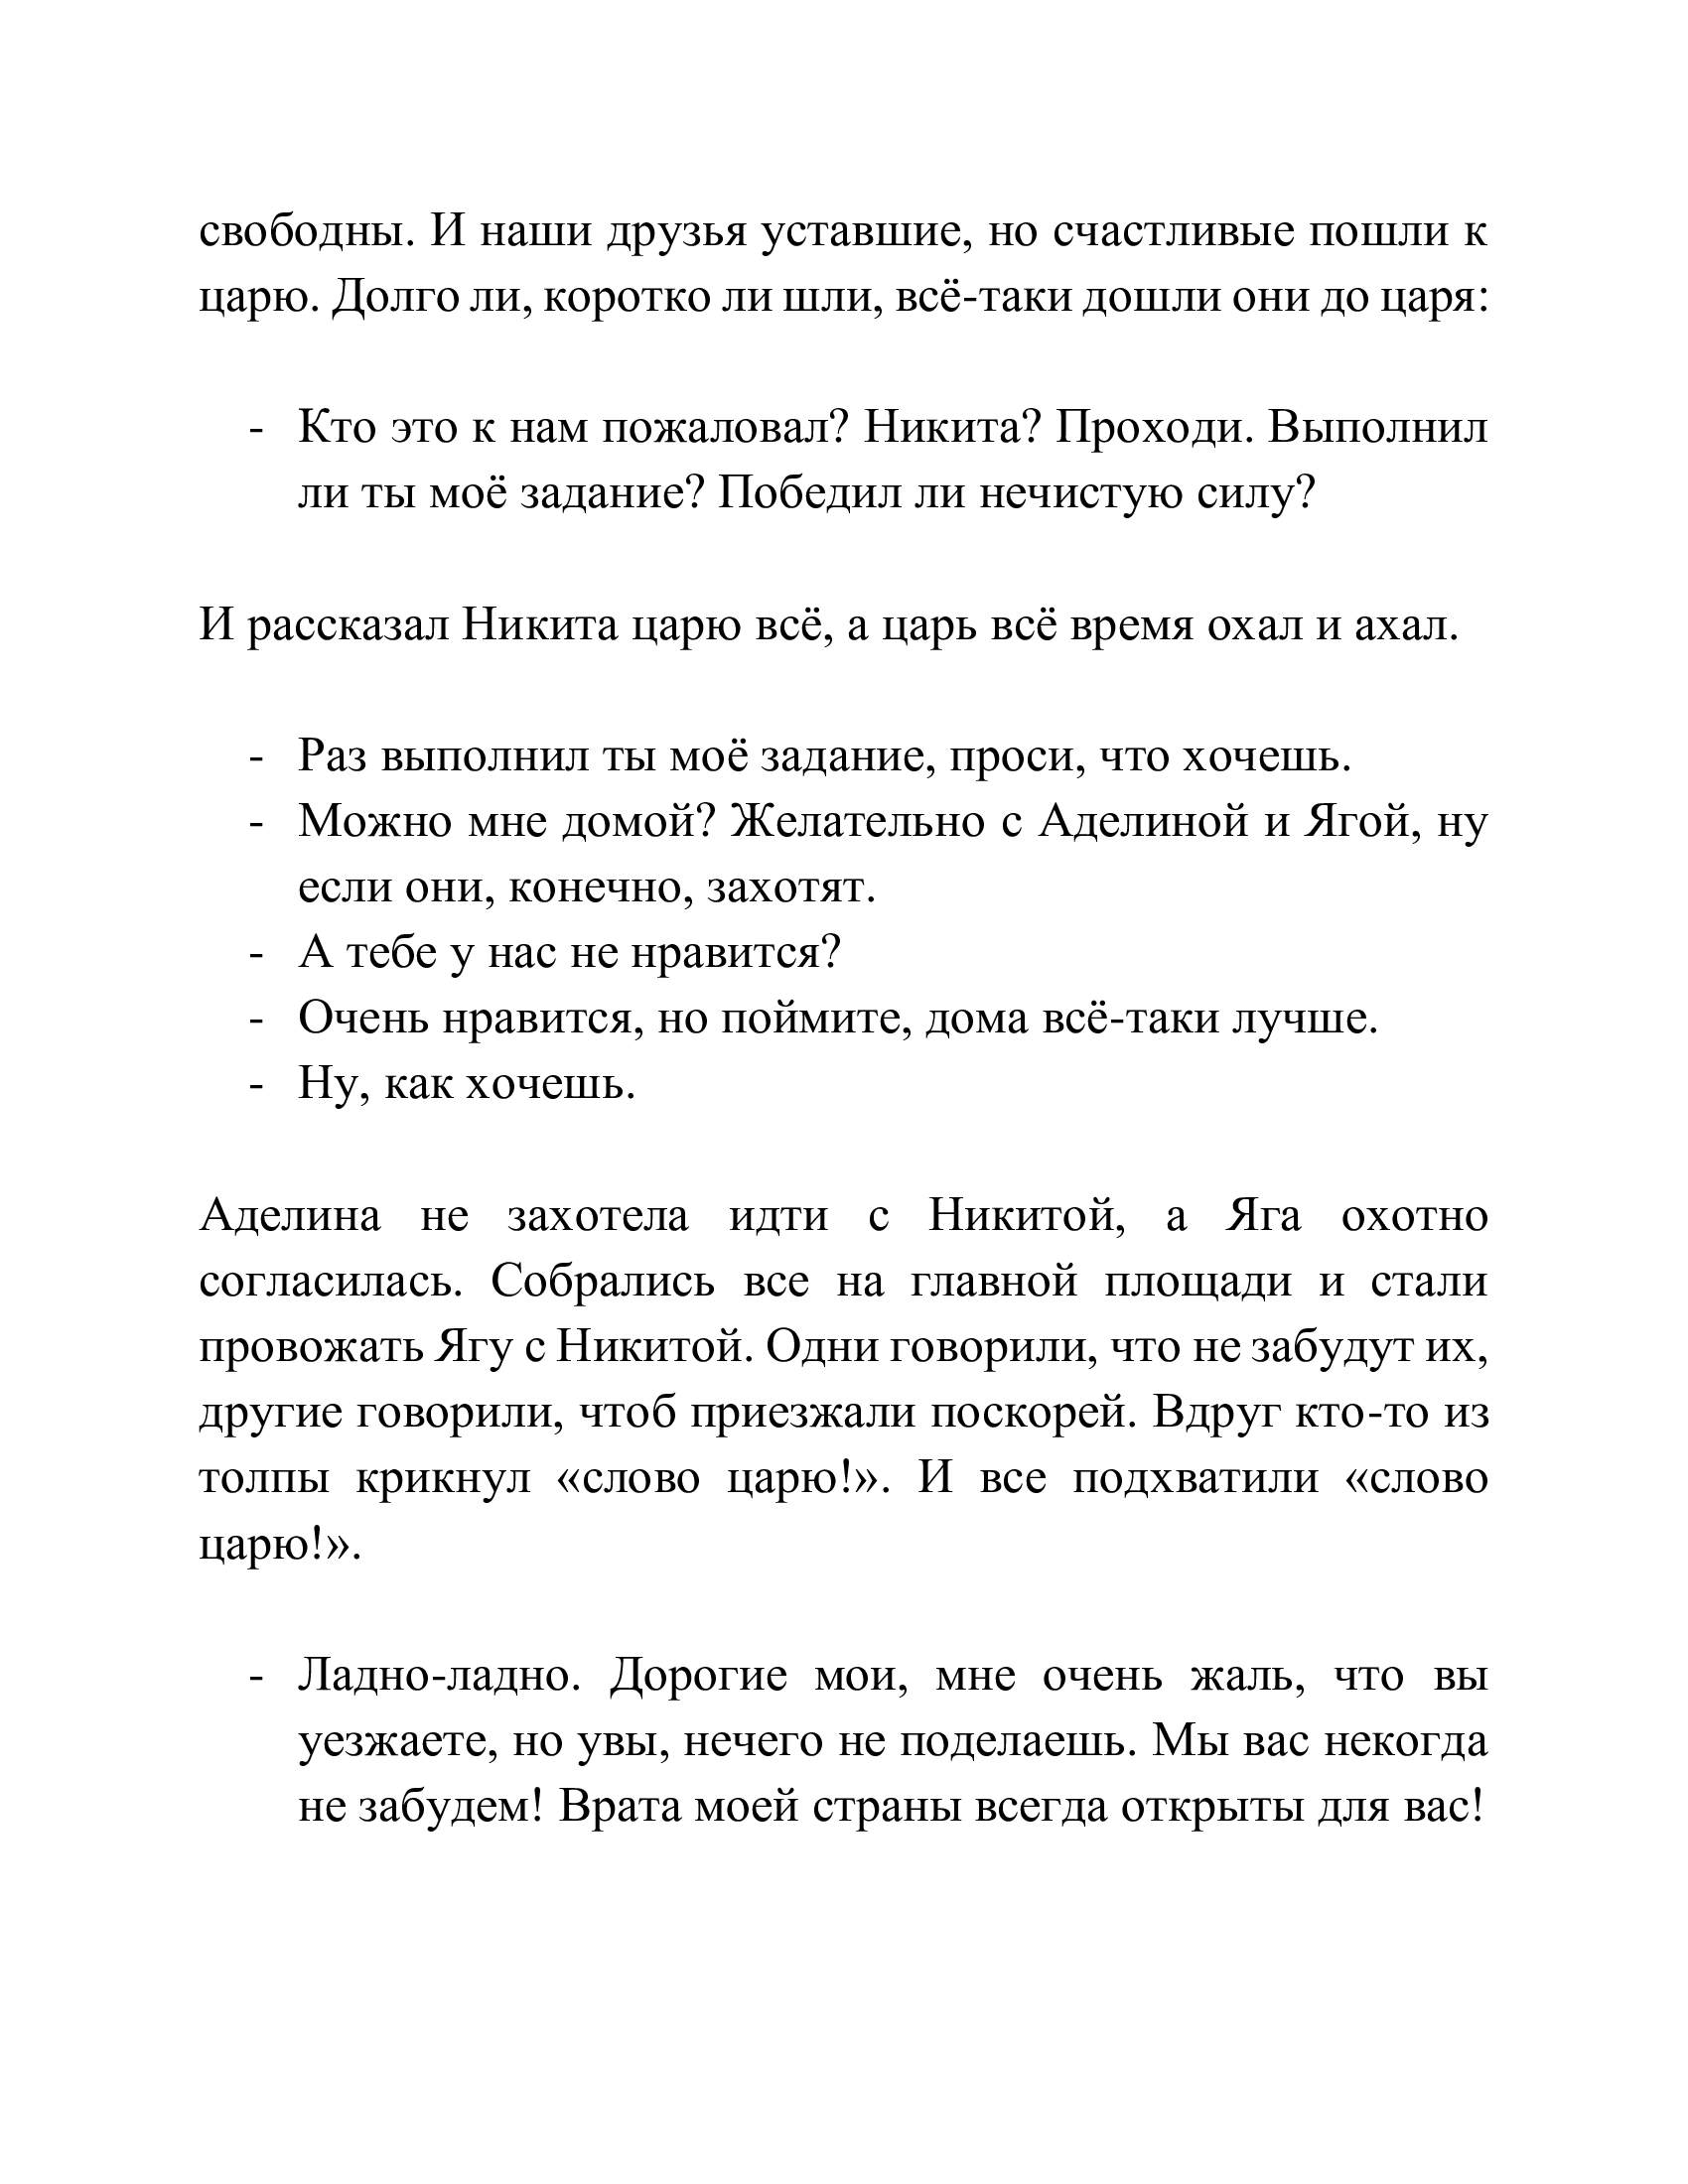 свободны. И наши друзья уставшие, но счастливые пошли к
царю. Долго ли, коротко ли шли, всё-таки дошли они до царя:
- Кто это к нам пожаловал? Никита? Проходи. Выполнил
ли ты моё задание? Победил ли нечистую силу?
И рассказал Никита царю всё, а царь всё время охал и ахал.
- Раз выполнил ты моё задание, проси, что хочешь.
- Можно мне домой? Желательно с Аделиной и Ягой, ну
если они, конечно, захотят.
- А тебе у нас не нравится?
- Очень нравится, но поймите, дома всё-таки лучше.
- Ну, как хочешь.
Аделина не захотела идти с Никитой, а Яга охотно
согласилась. Собрались все на главной площади и стали
провожать Ягу с Никитой. Одни говорили, что не забудут их,
другие говорили, чтоб приезжали поскорей. Вдруг кто-то из
толпы крикнул «слово царю!». И все подхватили «слово
царю!».
- Ладно-ладно. Дорогие мои, мне очень жаль, что вы
уезжаете, но увы, нечего не поделаешь. Мы вас некогда
не забудем! Врата моей страны всегда открыты для вас!